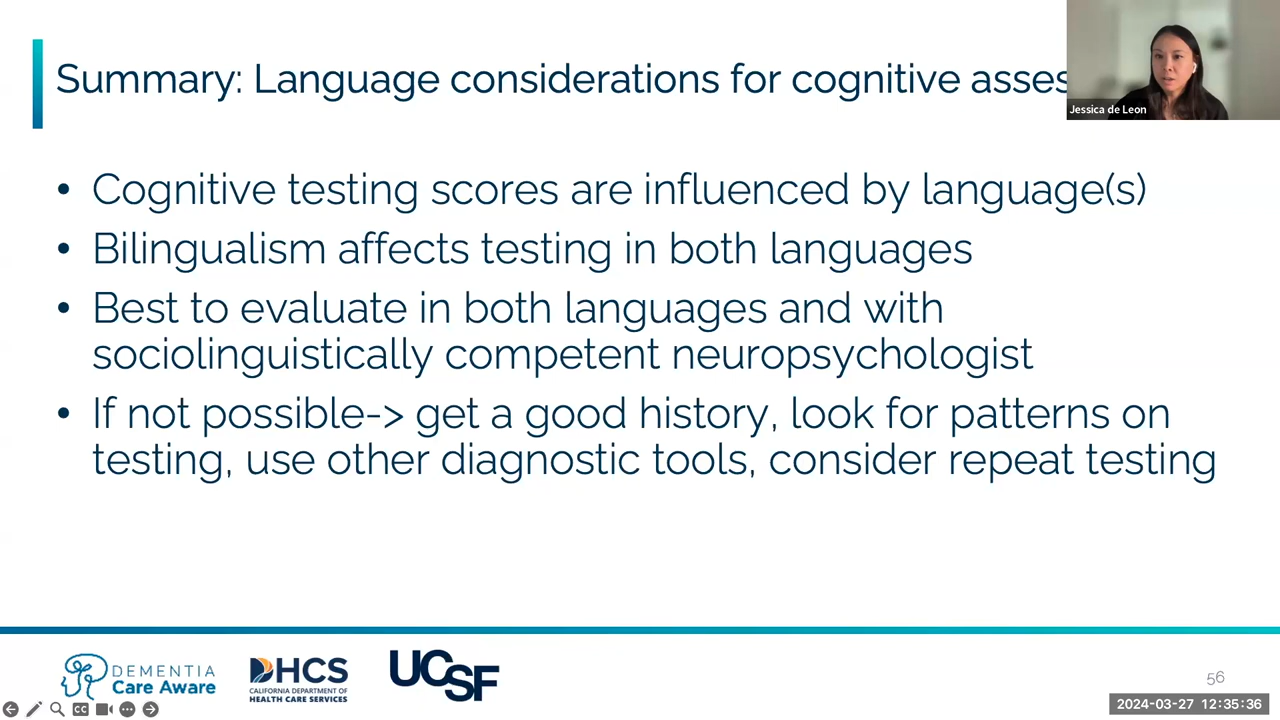 Summary: Language considerations for cognitive asses
Jessica de Leon
• Cognitive testing scores are influenced by language(s)
• Bilingualism affects testing in both languages
• Best to evaluate in both languages and with
sociolinguistically competent neuropsychologist
• If not possible-> get a good history, look for patterns on
testing, use other diagnostic tools, consider repeat testing
DEMENTIA
Care Aware
DHCS
CALIFORNIA DEPARTMENT OF
HEALTH CARE SERVICES
UCSF
56
CC
2024-03-27 12:35:36